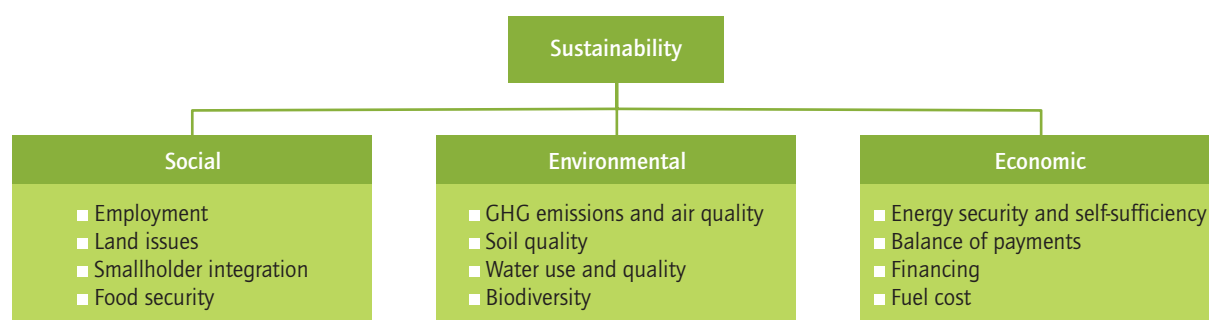 Sustainability
Social
Employment
Land issues
Smallholder integration
Food security
Environmental
GHG emissions and air quality
Soil quality
Water use and quality
Biodiversity
Economic
Energy security and self-sufficiency
Balance of payments
Financing
Fuel cost